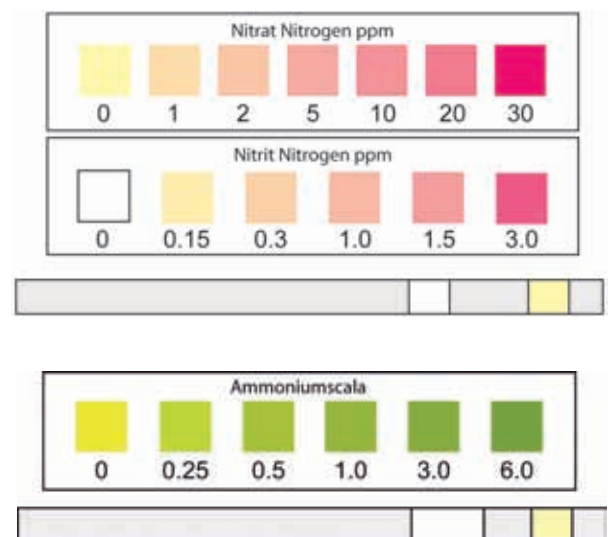 Nitrat Nitrogen ppm
0 1 2 5 10 20 30
Nitrit Nitrogen ppm
0 0.15 0.3 1.0 1.5 3.0
Ammoniumscala
0 0.25 0.5 1.0 3.0 6.0